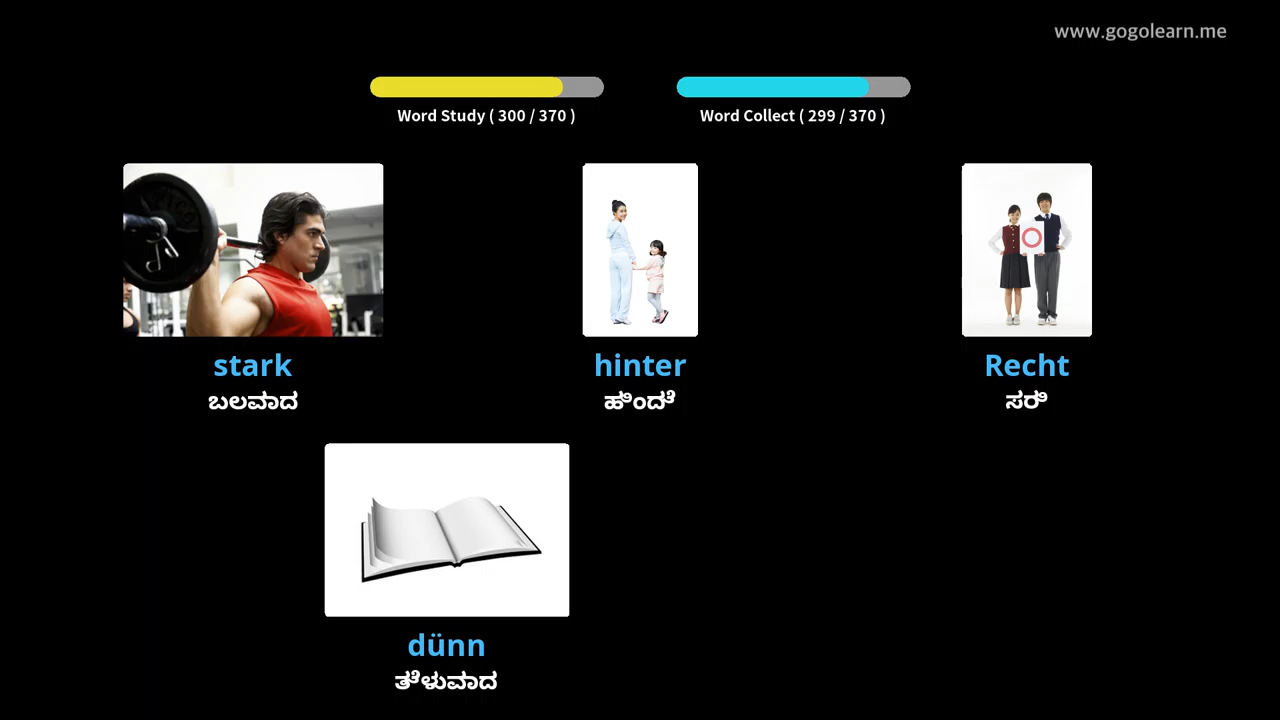 www.gogolearn.me
Word Study ( 300 / 370 )
Word Collect ( 299 / 370 )
stark
ಬಲವಾದ
hinter
ಹಿಂದೆ
Recht
ಸರಿ
dünn
ತೆಳುವಾದ